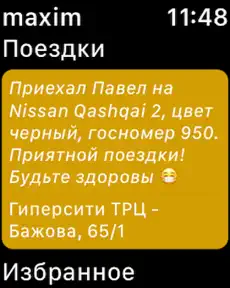 maxim 11:48
Поездки
Приехал Павел на
Nissan Qashqai 2, цвет
черный, госномер 950.
Приятной поездки!
Будьте здоровы 😷
Гиперсити ТРЦ -
Бажова, 65/1
Избранное